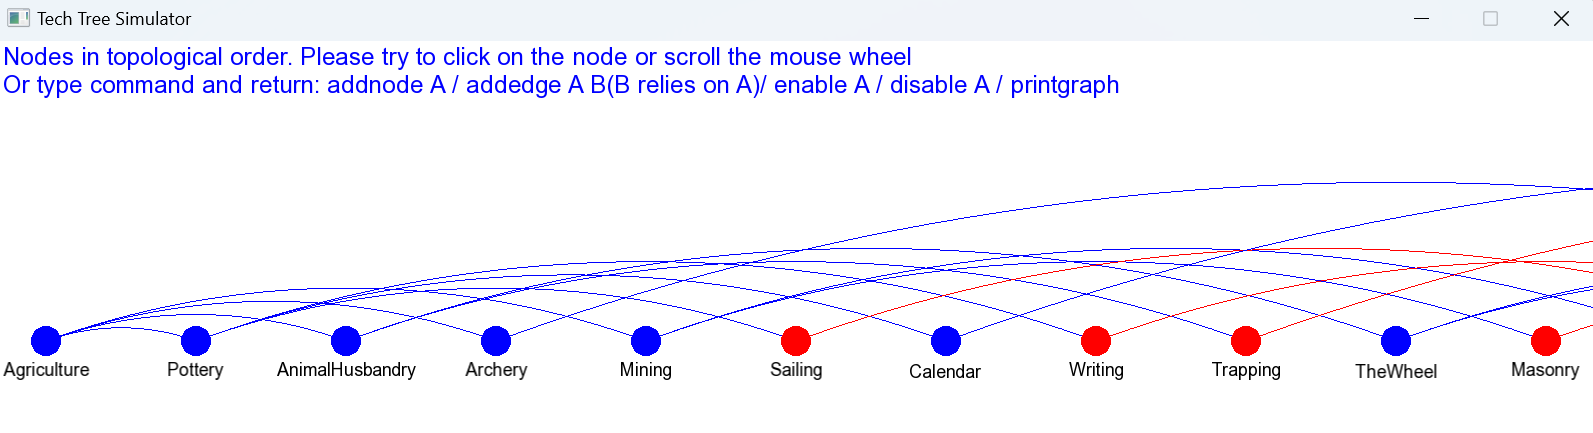 Tech Tree Simulator
Nodes in topological order. Please try to click on the node or scroll the mouse wheel
Or type command and return: addnode A / addedge A B(B relies on A)/ enable A / disable A / printgraph
Agriculture Pottery AnimalHusbandry Archery Mining Sailing Calendar Writing Trapping TheWheel Masonry